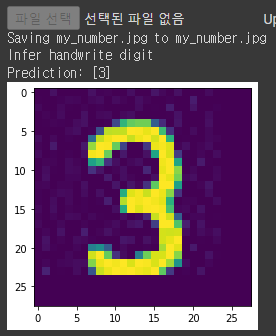 파일 선택 선택된 파일 없음 Up
Saving my_number.jpg to my_number.jpg
Infer handwrite digit
Prediction: [3]
0
5
10
15
20
25
3
0 5 10 15 20 25